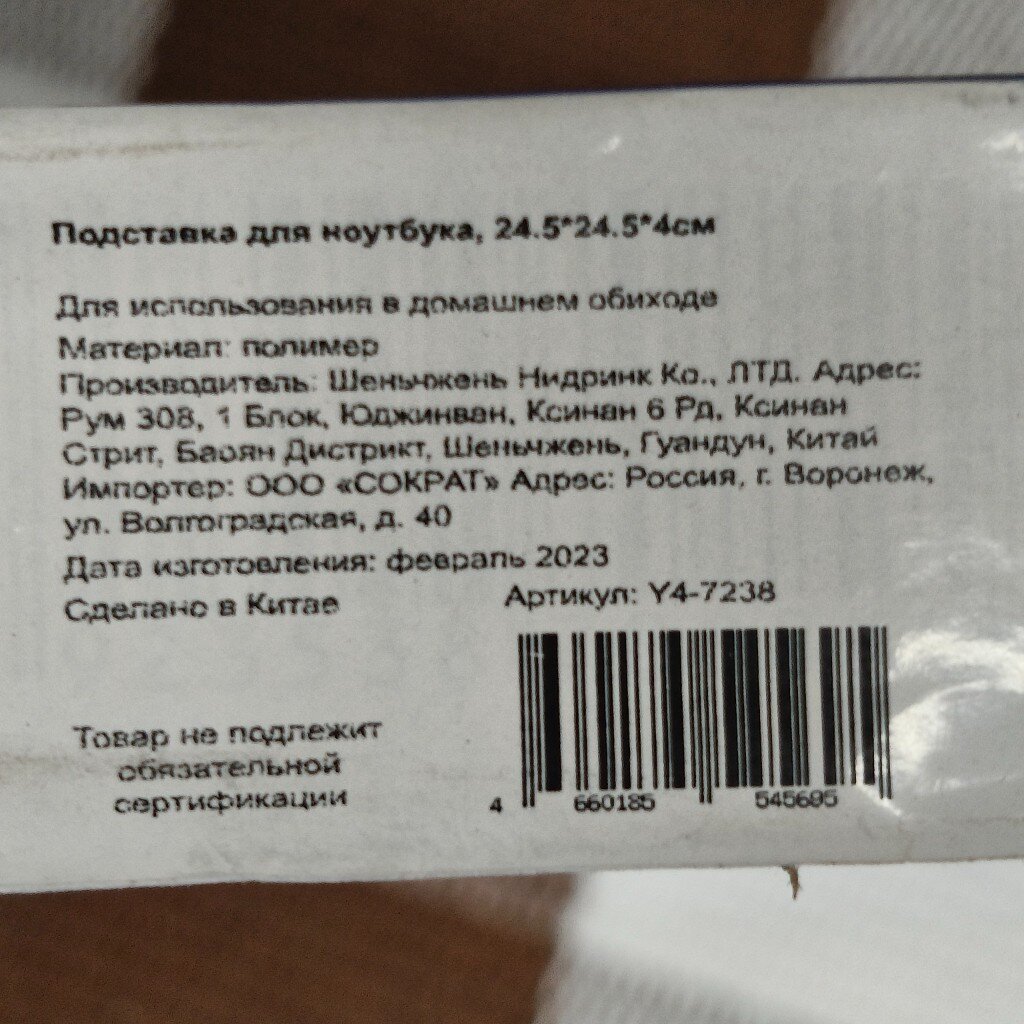 Подставка для ноутбука, 24.5*24.5*4см
Для использования в домашнем обиходе
Материал: полимер
Производитель: Шеньчжень Нидринк Ко., ЛТД. Адрес:
Рум 308, 1 Блок, Юджинван, Ксинан 6 Рд, Ксинан
Стрит, Баоян Дистрикт, Шеньчжень, Гуандун, Китай
Импортер: ООО «СОКРАТ» Адрес: Россия, г. Воронеж,
ул. Волгоградская, д. 40
Дата изготовления: февраль 2023
Сделано в Китае
Артикул: Y4-7238
Товар не подлежит
обязательной
сертификации
4 660185 545695